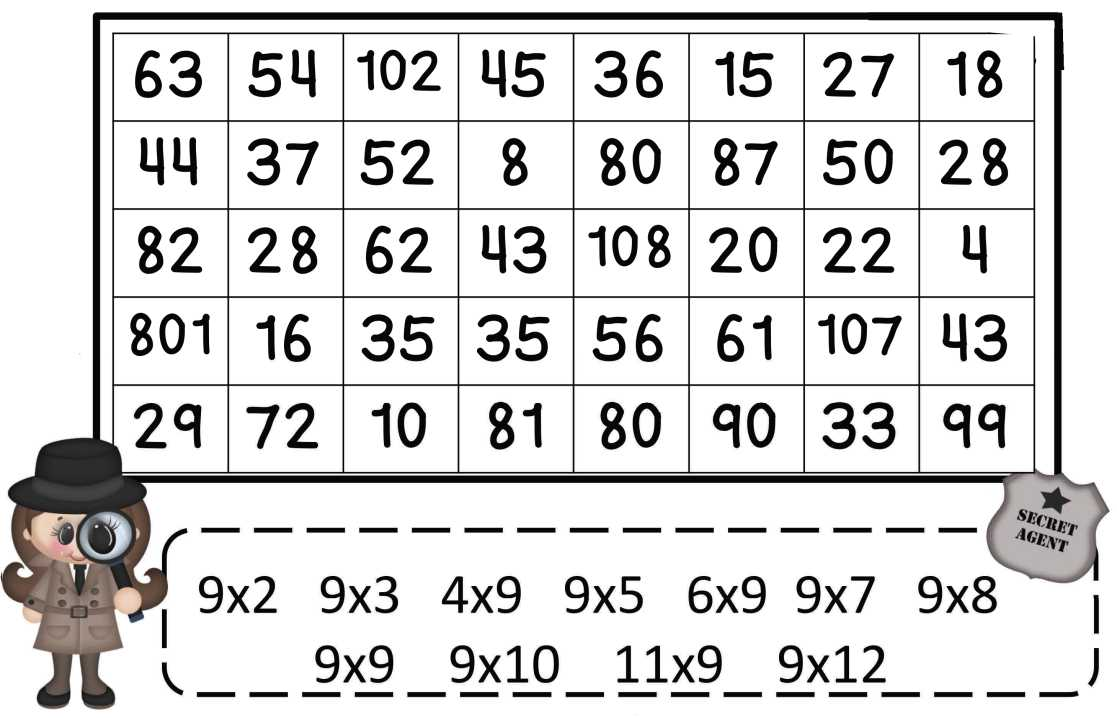 63 54 102 45 36 15 27 18
44 37 52 8 80 87 50 28
82 28 62 43 108 20 22 4
801 16 35 35 56 61 107 43
29 72 10 81 80 90 33 99
SECRET
AGENT
9x2 9x3 4x9 9x5 6x9 9x7 9x8
9x9 9x10 11x9 9x12